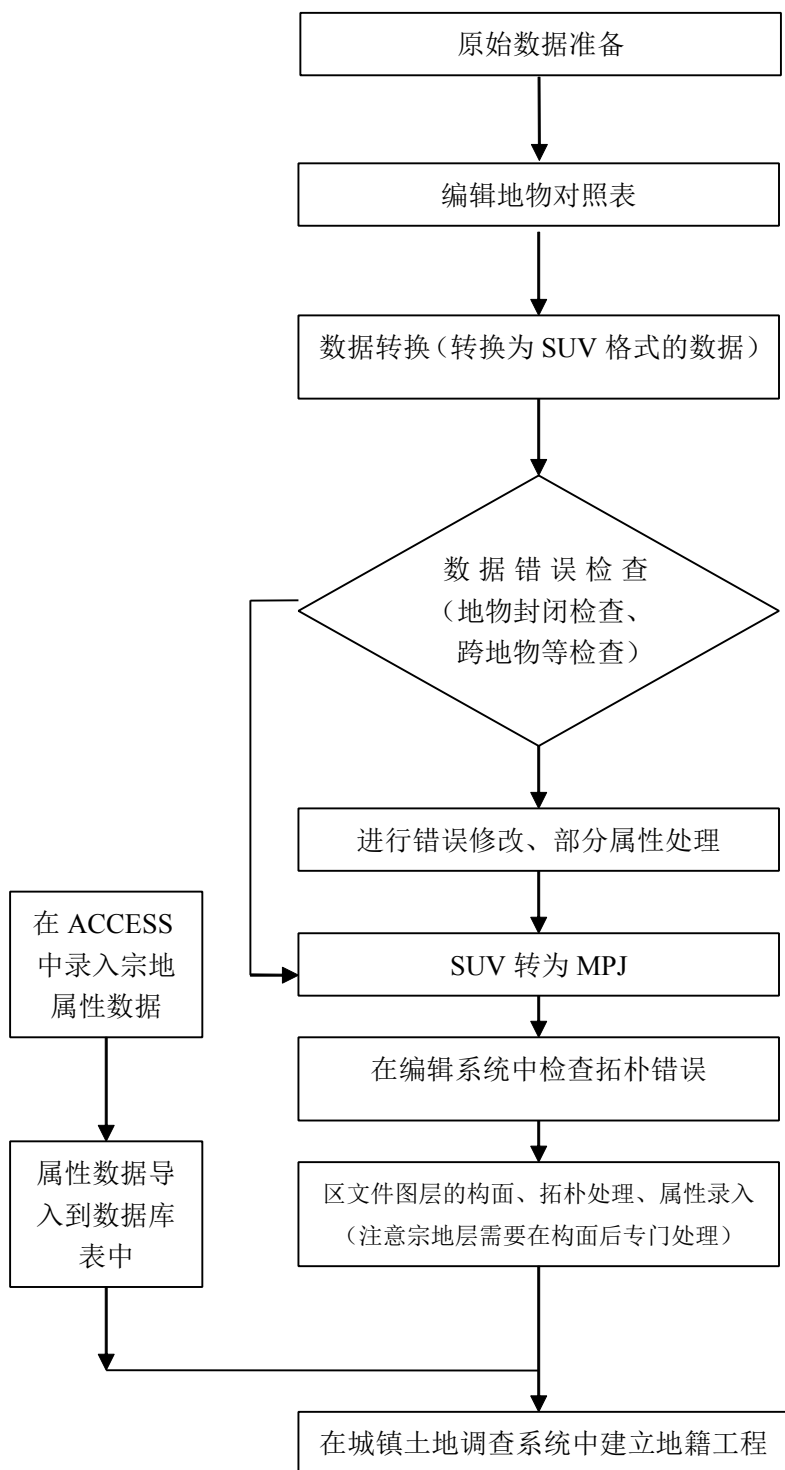 原始数据准备
编辑地物对照表
数据转换（转换为 SUV 格式的数据）
数据错误检查
（地物封闭检查、
跨地物等检查）
进行错误修改、部分属性处理
SUV 转为 MPJ
在编辑系统中检查拓朴错误
区文件图层的构面、拓朴处理、属性录入
（注意宗地层需要在构面后专门处理）
在 ACCESS
中录入宗地
属性数据
属性数据导
入到数据库
表中
在城镇土地调查系统中建立地籍工程